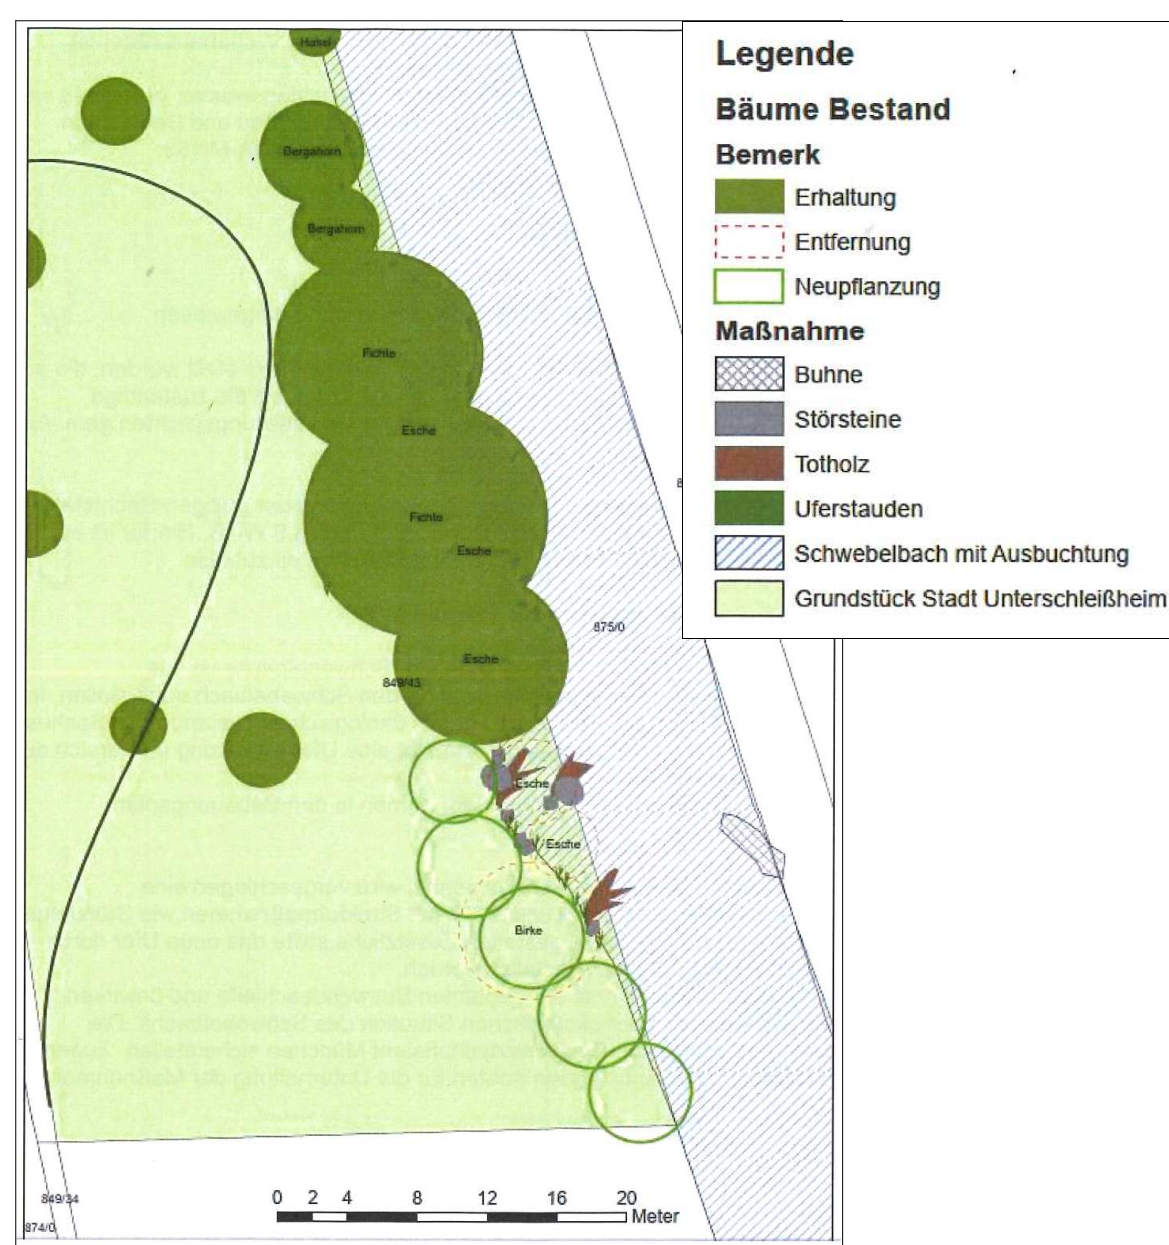 Hasel
Bergahorn
Bergahorn
Fichte
Esche
Fichte
Esche
875/0
Esche
849/43
Esche
Esche
Birke
849/34
874/0
0 2 4 8 12 16 20
Meter
Legende
Bäume Bestand
Bemerk
Erhaltung
Entfernung
Neupflanzung
Maßnahme
Buhne
Störsteine
Totholz
Uferstauden
Schwebelbach mit Ausbuchtung
Grundstück Stadt Unterschleißheim